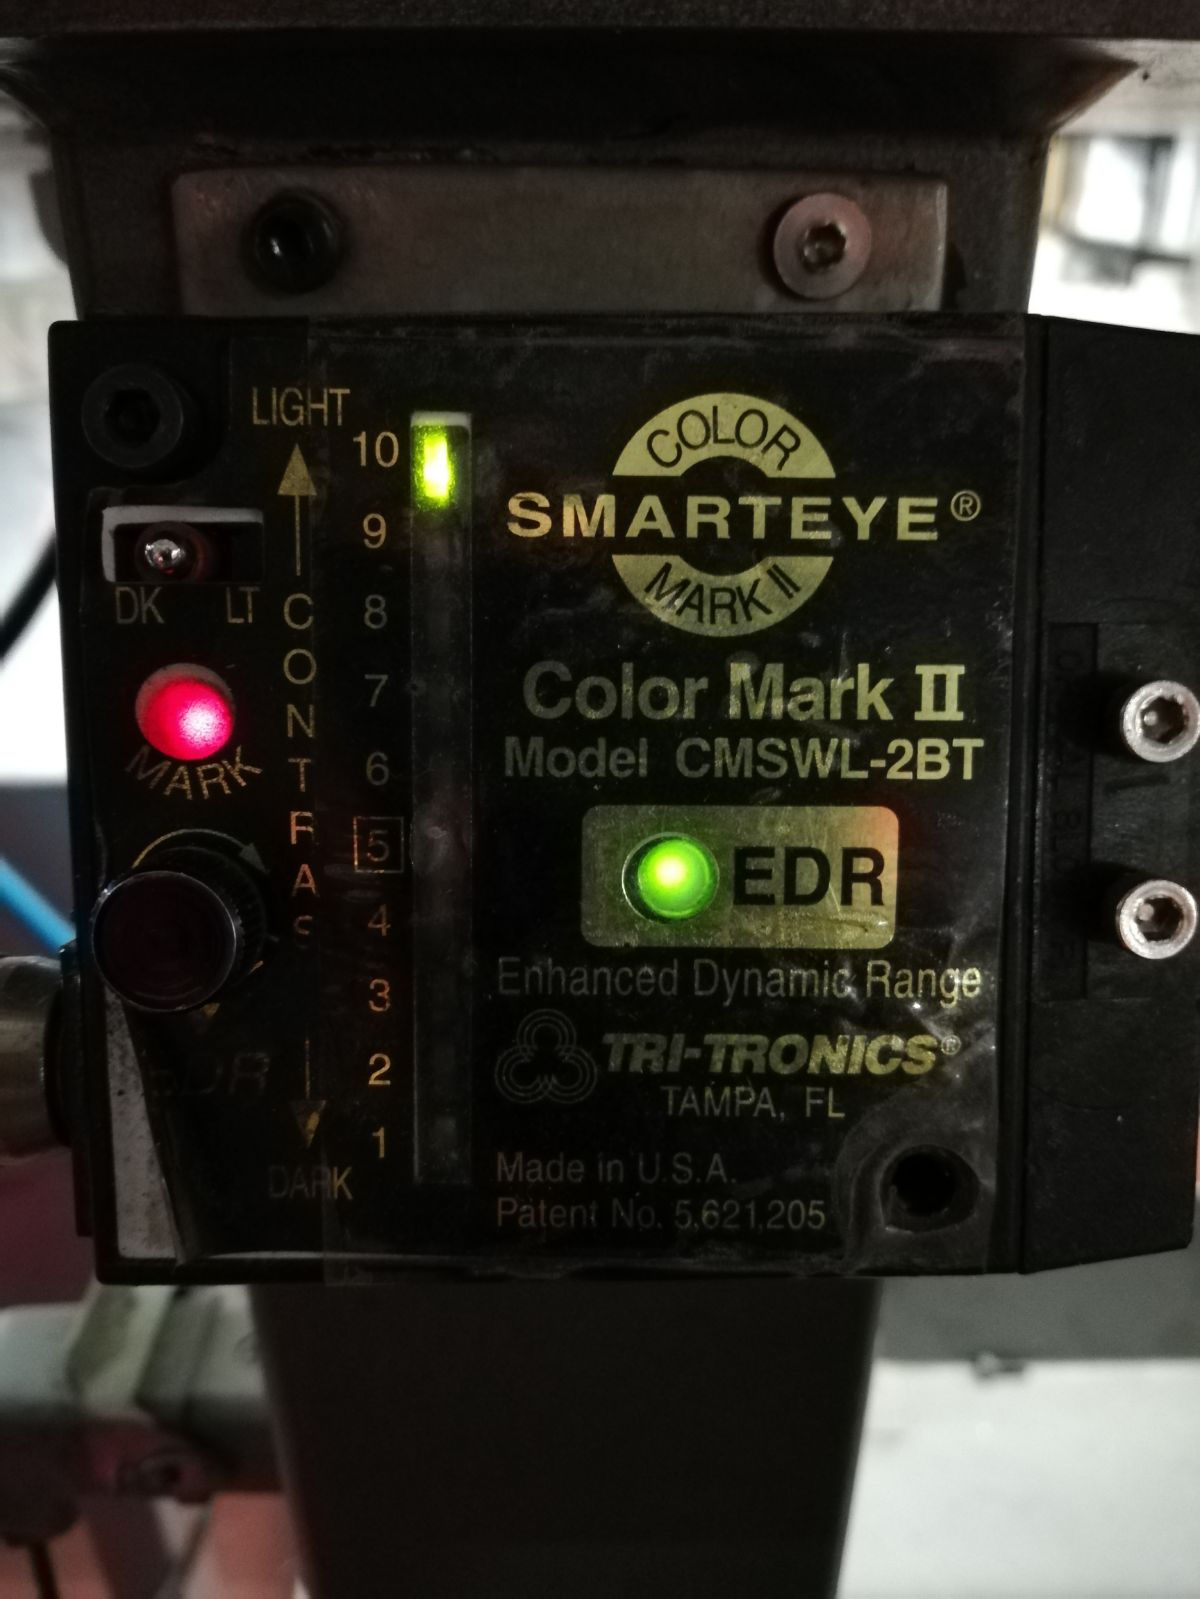 LIGHT
10
9
8
7
6
5
4
3
2
1
DARK
DK LT
MARK
CONTRAS
COLOR
SMARTEYE®
MARK II
Color Mark II
Model CMSWL-2BT
EDR
Enhanced Dynamic Range
TRI-TRONICS®
TAMPA, FL
Made in U.S.A.
Patent No. 5,621,205